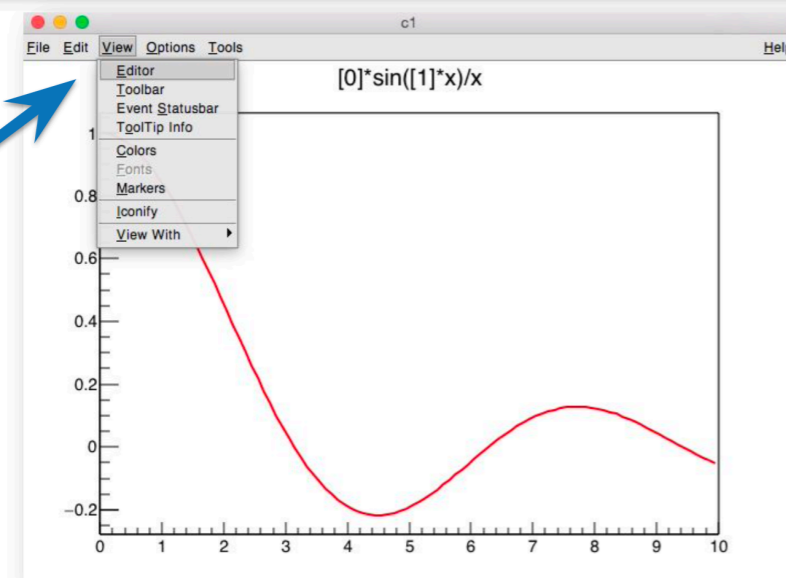 c1
File Edit View Options Tools
Editor
Toolbar
Event Statusbar
ToolTip Info
Colors
Fonts
Markers
Iconify
View With
[0]*sin([1]*x)/x
1
0.8
0.6
0.4
0.2
0
−0.2
0 1 2 3 4 5 6 7 8 9 10